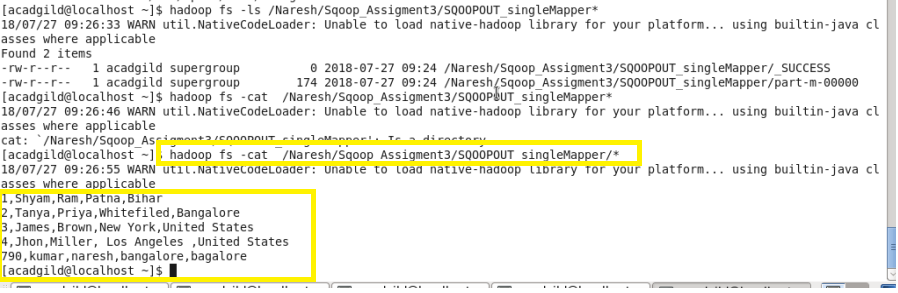 [acadgild@localhost ~]$ hadoop fs -ls /Naresh/Sqoop_Assigment3/SQOOPOUT_singleMapper*
18/07/27 09:26:33 WARN util.NativeCodeLoader: Unable to load native-hadoop library for your platform... using builtin-java cl
asses where applicable
Found 2 items
-rw-r--r--   1 acadgild supergroup          0 2018-07-27 09:24 /Naresh/Sqoop_Assigment3/SQOOPOUT_singleMapper/_SUCCESS
-rw-r--r--   1 acadgild supergroup        174 2018-07-27 09:24 /Naresh/Sqoop_Assigment3/SQOOPOUT_singleMapper/part-m-00000
[acadgild@localhost ~]$ hadoop fs -cat  /Naresh/Sqoop_Assigment3/SQOOPOUT_singleMapper*
18/07/27 09:26:46 WARN util.NativeCodeLoader: Unable to load native-hadoop library for your platform... using builtin-java cl
asses where applicable
cat: `/Naresh/Sqoop_Assigment3/SQOOPOUT_singleMapper': Is a directory
[acadgild@localhost ~]$ hadoop fs -cat  /Naresh/Sqoop_Assigment3/SQOOPOUT_singleMapper/*
18/07/27 09:26:55 WARN util.NativeCodeLoader: Unable to load native-hadoop library for your platform... using builtin-java cl
asses where applicable
1,Shyam,Ram,Patna,Bihar
2,Tanya,Priya,Whitefiled,Bangalore
3,James,Brown,New York,United States
4,Jhon,Miller, Los Angeles ,United States
790,kumar,naresh,bangalore,bagalore
[acadgild@localhost ~]$